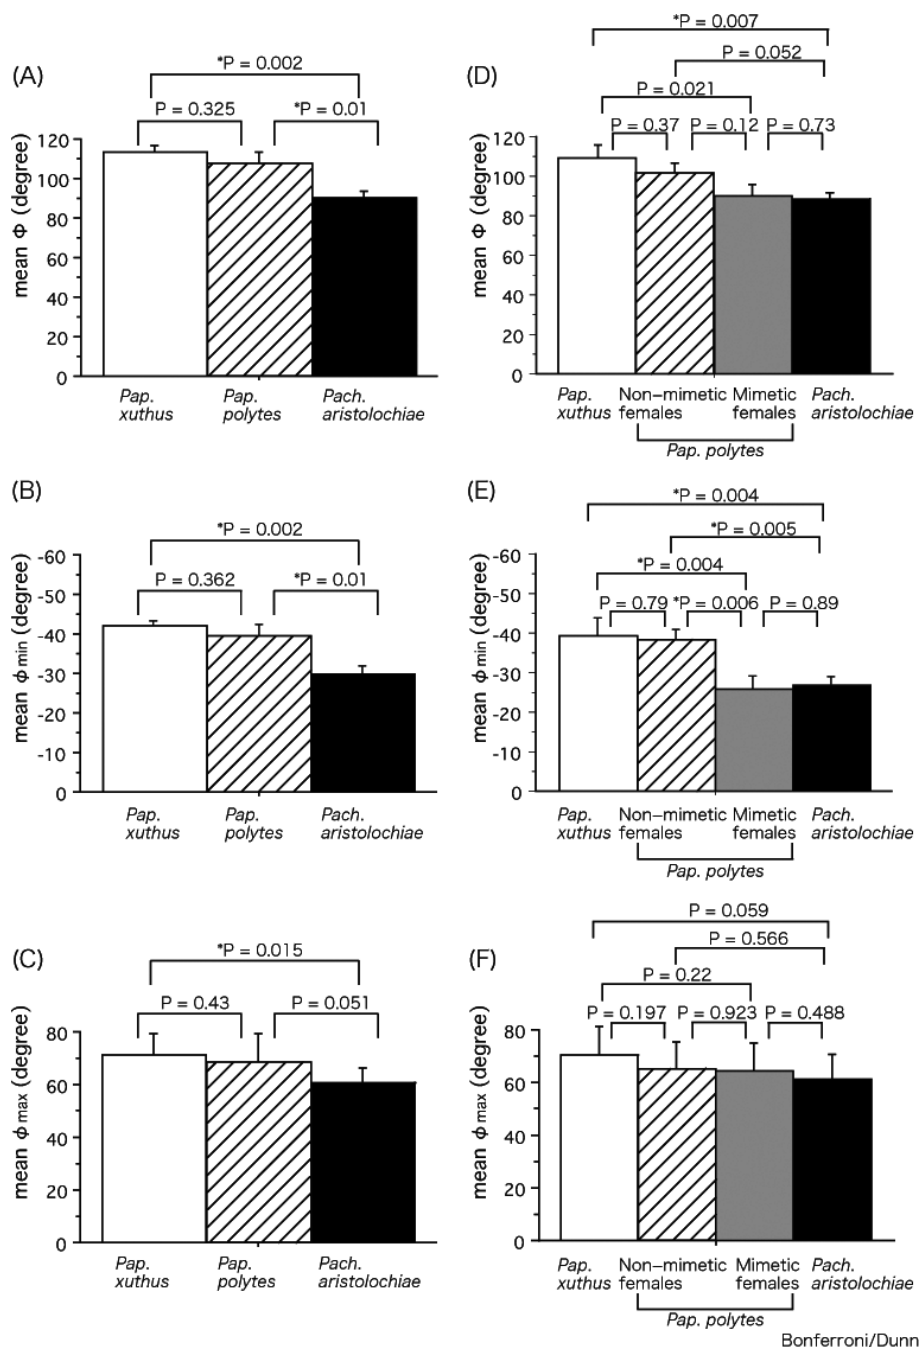 (A)
*P = 0.002
P = 0.325 *P = 0.01
120
100
80
60
40
20
0
mean Φ (degree)
Pap. xuthus
Pap. polytes
Pach. aristolochiae
(D)
*P = 0.007
P = 0.052
P = 0.021
P = 0.37 P = 0.12 P = 0.73
120
100
80
60
40
20
0
mean Φ (degree)
Pap. xuthus
Non-mimetic females
Mimetic females
Pach. aristolochiae
Pap. polytes
(B)
*P = 0.002
P = 0.362 *P = 0.01
-60
-50
-40
-30
-20
-10
0
mean ϕ min (degree)
Pap. xuthus
Pap. polytes
Pach. aristolochiae
(E)
*P = 0.004
*P = 0.005
*P = 0.004
P = 0.79 *P = 0.006 P = 0.89
-60
-50
-40
-30
-20
-10
0
mean ϕ min (degree)
Pap. xuthus
Non-mimetic females
Mimetic females
Pach. aristolochiae
Pap. polytes
(C)
*P = 0.015
P = 0.43 P = 0.051
80
60
40
20
0
mean ϕ max (degree)
Pap. xuthus
Pap. polytes
Pach. aristolochiae
(F)
P = 0.059
P = 0.566
P = 0.22
P = 0.197 P = 0.923 P = 0.488
80
60
40
20
0
mean ϕ max (degree)
Pap. xuthus
Non-mimetic females
Mimetic females
Pach. aristolochiae
Pap. polytes
Bonferroni/Dunn